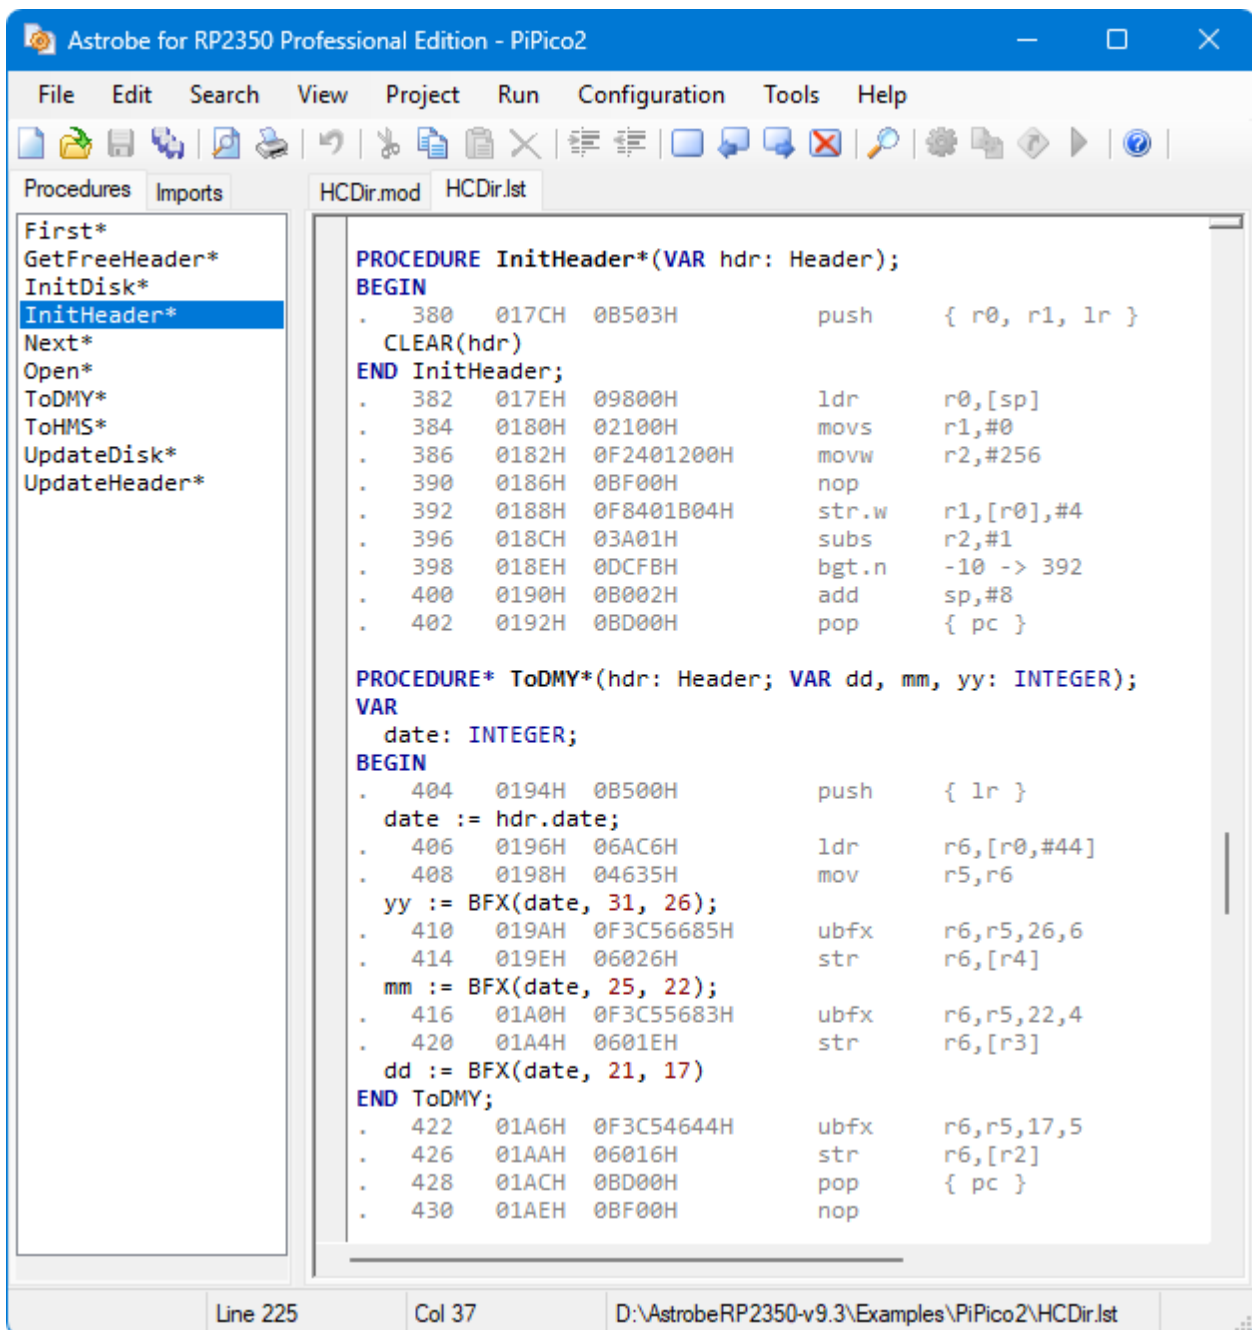 Astrobe for RP2350 Professional Edition - PiPico2
File Edit Search View Project Run Configuration Tools Help
Procedures Imports
HCDir.mod HCDir.lst
First*
GetFreeHeader*
InitDisk*
InitHeader*
Next*
Open*
ToDMY*
ToHMS*
UpdateDisk*
UpdateHeader*
PROCEDURE InitHeader*(VAR hdr: Header);
BEGIN
. 380 017CH 0B503H push { r0, r1, lr }
CLEAR(hdr)
END InitHeader;
. 382 017EH 09800H ldr r0,[sp]
. 384 0180H 02100H movs r1,#0
. 386 0182H 0F2401200H movw r2,#256
. 390 0186H 0BF00H nop
. 392 0188H 0F8401B04H str.w r1,[r0],#4
. 396 018CH 03A01H subs r2,#1
. 398 018EH 0DCFBH bgt.n -10 -> 392
. 400 0190H 0B002H add sp,#8
. 402 0192H 0BD00H pop { pc }
PROCEDURE* ToDMY*(hdr: Header; VAR dd, mm, yy: INTEGER);
VAR
date: INTEGER;
BEGIN
. 404 0194H 0B500H push { lr }
date := hdr.date;
. 406 0196H 06AC6H ldr r6,[r0,#44]
. 408 0198H 04635H mov r5,r6
yy := BFX(date, 31, 26);
. 410 019AH 0F3C56685H ubfx r6,r5,26,6
. 414 019EH 06026H str r6,[r4]
mm := BFX(date, 25, 22);
. 416 01A0H 0F3C55683H ubfx r6,r5,22,4
. 420 01A4H 0601EH str r6,[r3]
dd := BFX(date, 21, 17)
END ToDMY;
. 422 01A6H 0F3C54644H ubfx r6,r5,17,5
. 426 01AAH 06016H str r6,[r2]
. 428 01ACH 0BD00H pop { pc }
. 430 01AEH 0BF00H nop
Line 225 Col 37 D:\AstrobeRP2350-v9.3\Examples\PiPico2\HCDir.lst